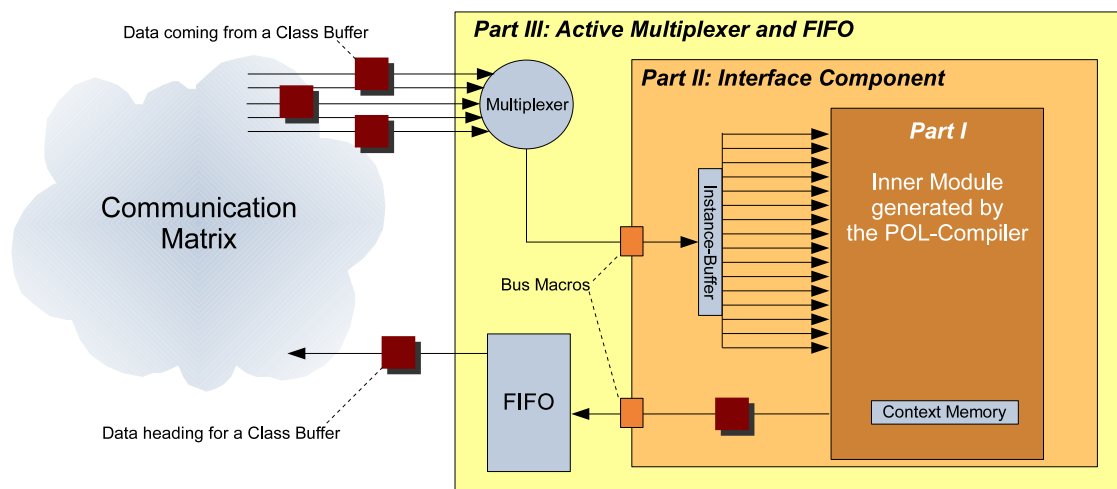 Data coming from a Class Buffer
Part III: Active Multiplexer and FIFO
Part II: Interface Component
Multiplexer
Part I
Inner Module
generated by
the POL-Compiler
Communication
Matrix
Instance-Buffer
Bus Macros
FIFO
Context Memory
Data heading for a Class Buffer